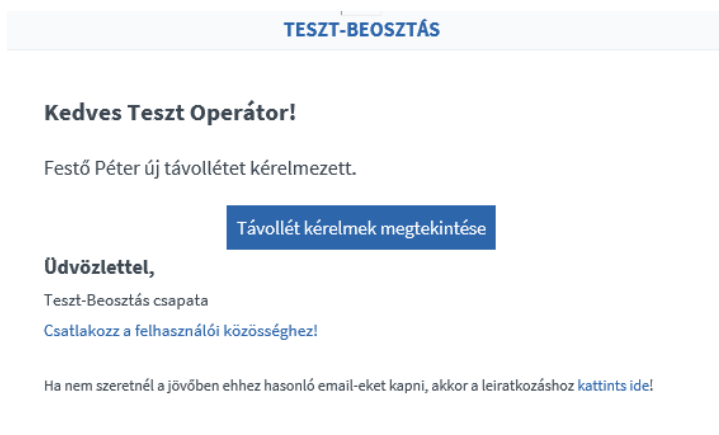 TESZT-BEOSZTÁS
Kedves Teszt Operátor!
Festő Péter új távollétet kérelmezett.
Távollét kérelmek megtekintése
Üdvözlettel,
Teszt-Beosztás csapata
Csatlakozz a felhasználói közösséghez!
Ha nem szeretnél a jövőben ehhez hasonló email-eket kapni, akkor a leiratkozáshoz kattints ide!